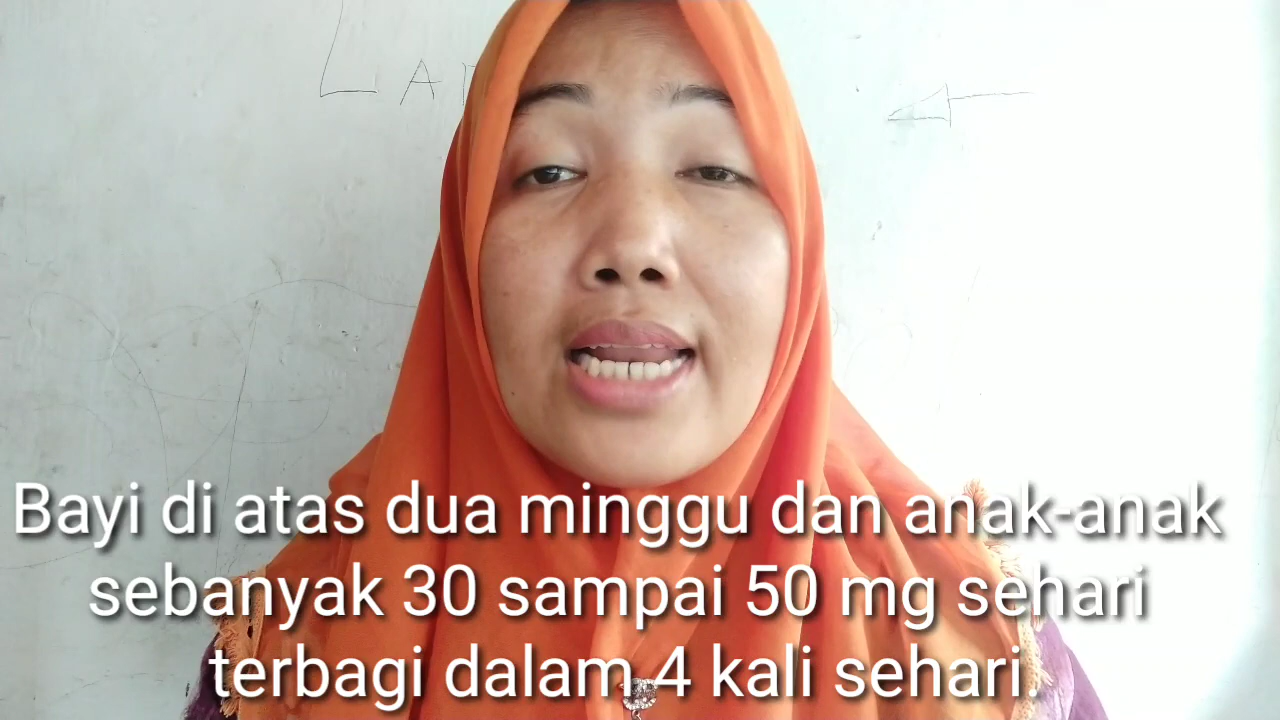 LA
Bayi di atas dua minggu dan anak-anak
sebanyak 30 sampai 50 mg sehari
terbagi dalam 4 kali sehari.